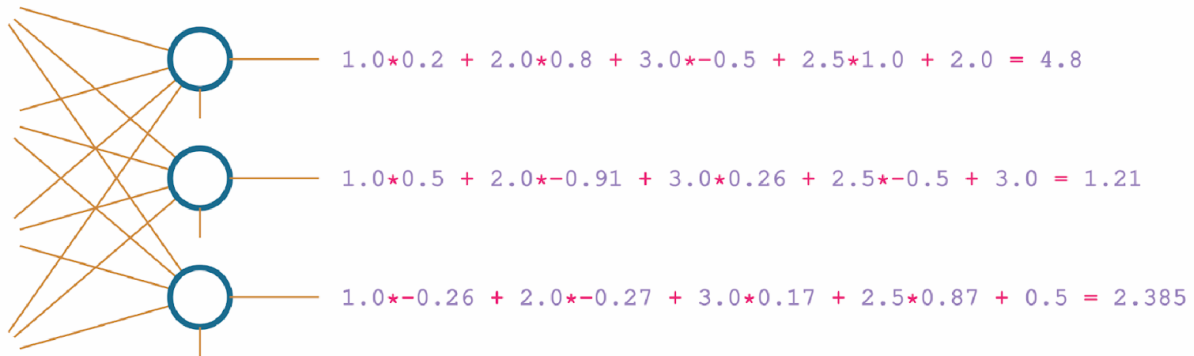 1.0*0.2 + 2.0*0.8 + 3.0*-0.5 + 2.5*1.0 + 2.0 = 4.8
1.0*0.5 + 2.0*-0.91 + 3.0*0.26 + 2.5*-0.5 + 3.0 = 1.21
1.0*-0.26 + 2.0*-0.27 + 3.0*0.17 + 2.5*0.87 + 0.5 = 2.385